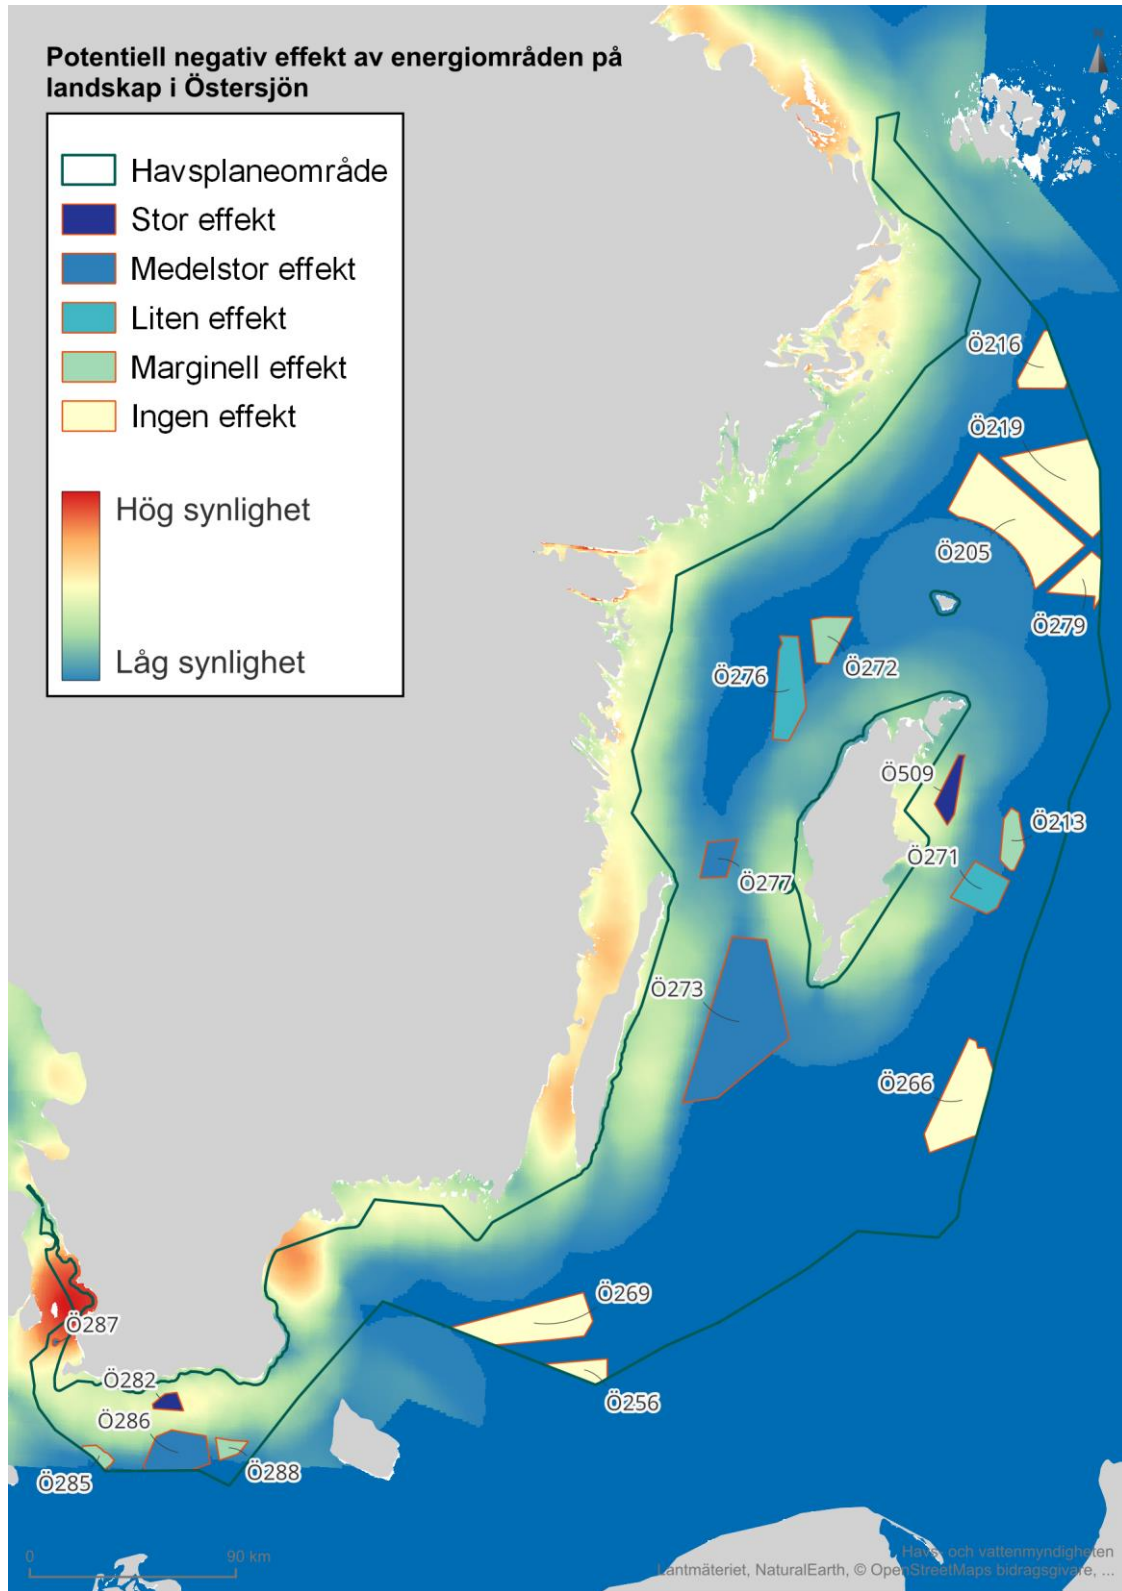 Potentiell negativ effekt av energiområden på
landskap i Östersjön
Havsplaneområde
Stor effekt
Medelstor effekt
Liten effekt
Marginell effekt
Ingen effekt
Hög synlighet
Låg synlighet
Ö216
Ö219
Ö205
Ö279
Ö272
Ö276
Ö509
Ö213
Ö271
Ö277
Ö273
Ö266
Ö269
Ö287
Ö282
Ö256
Ö286
Ö288
Ö285
0 90 km
Havs- och vattenmyndigheten
Lantmäteriet, NaturalEarth, © OpenStreetMaps bidragsgivare, ...